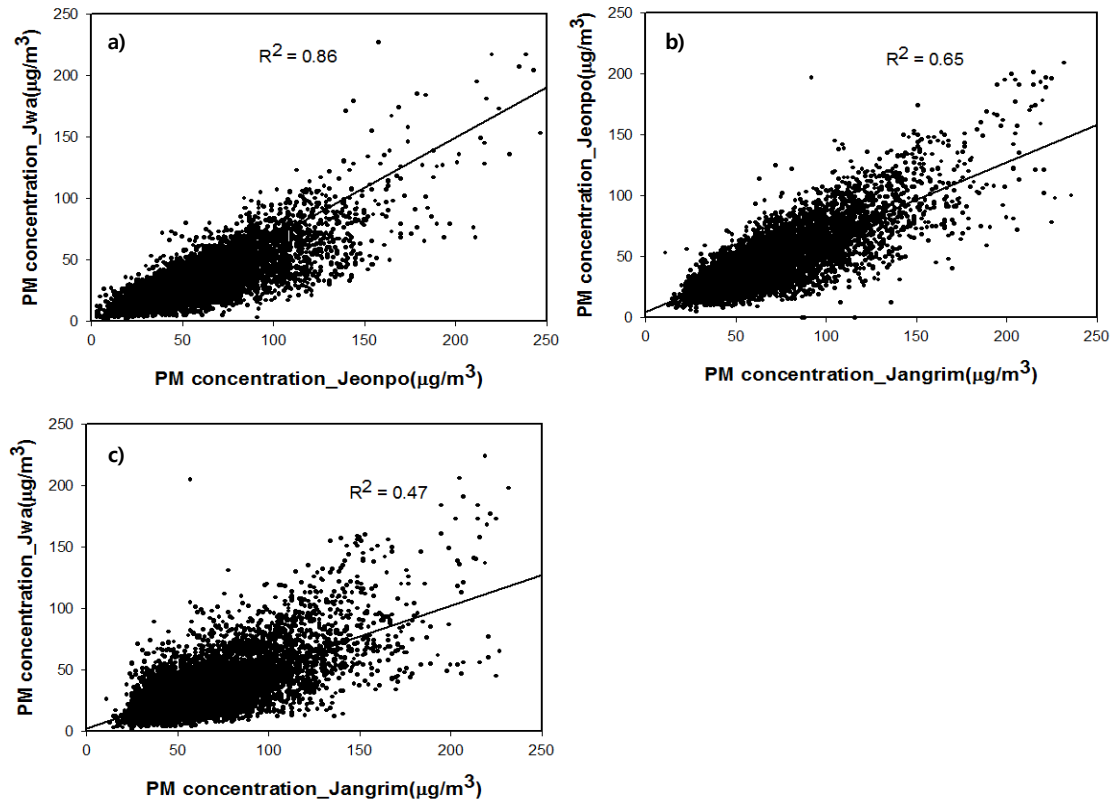 a)
R2 = 0.86
PM concentration_Jwa(μg/m3)
250
200
150
100
50
0
0 50 100 150 200 250
PM concentration_Jeonpo(μg/m3)
b)
R2 = 0.65
PM concentration_Jeonpo(μg/m3)
250
200
150
100
50
0
0 50 100 150 200 250
PM concentration_Jangrim(μg/m3)
c)
R2 = 0.47
PM concentration_Jwa(μg/m3)
250
200
150
100
50
0
0 50 100 150 200 250
PM concentration_Jangrim(μg/m3)